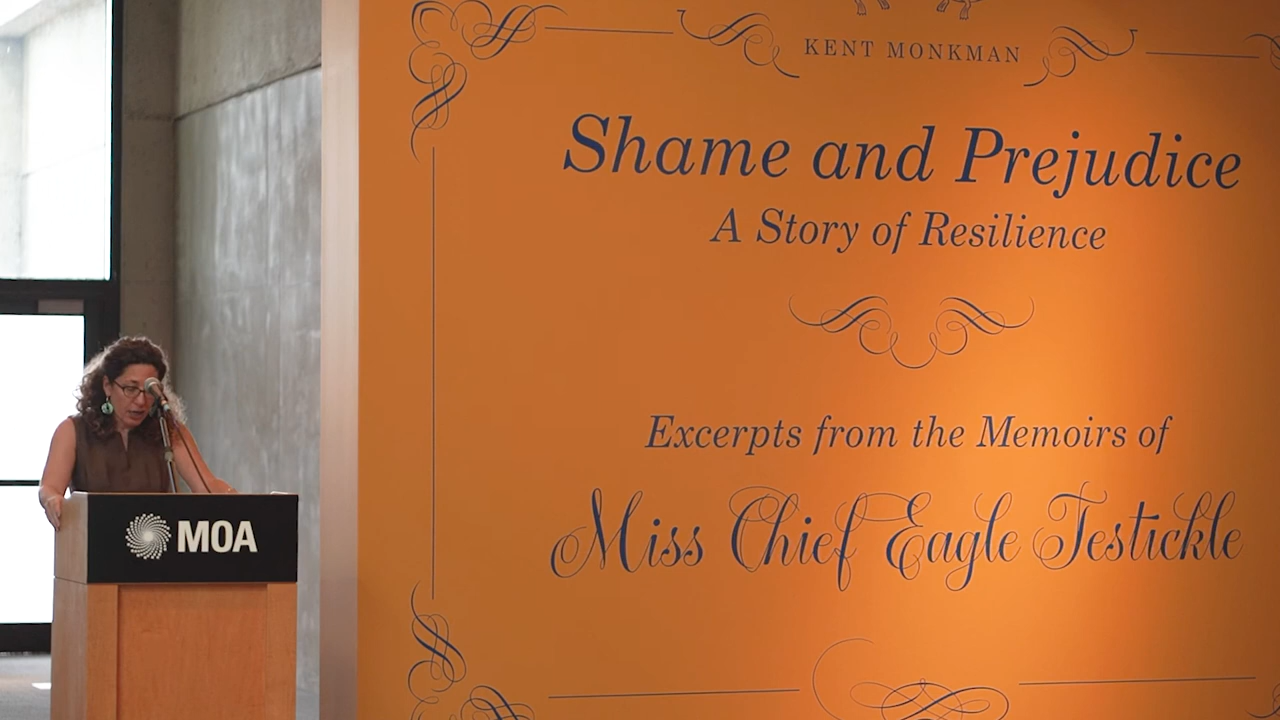 KENT MONKMAN
Shame and Prejudice
A Story of Resilience
Excerpts from the Memoirs of
Miss Chief Eagle Testickle
MOA